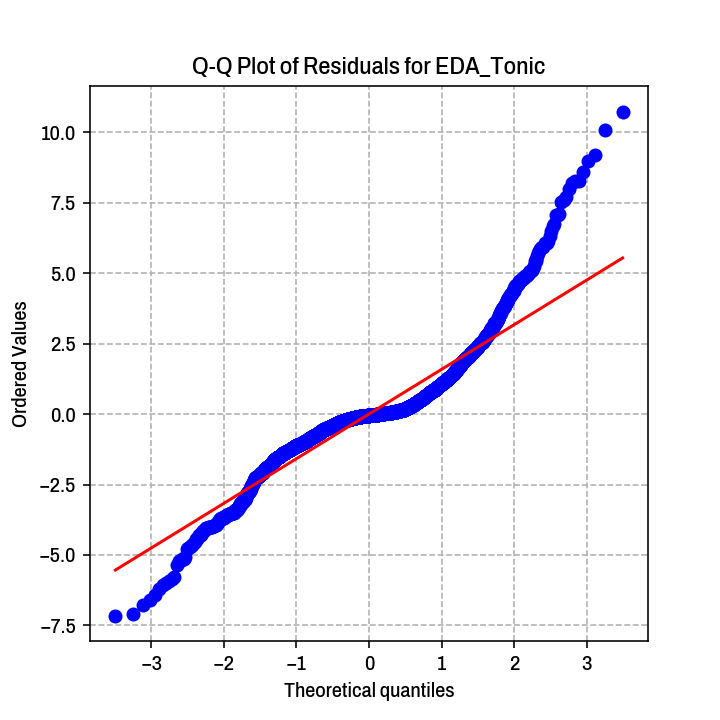 Q-Q Plot of Residuals for EDA_Tonic
10.0
7.5
5.0
2.5
0.0
−2.5
−5.0
−7.5
Ordered Values
−3 −2 −1 0 1 2 3
Theoretical quantiles